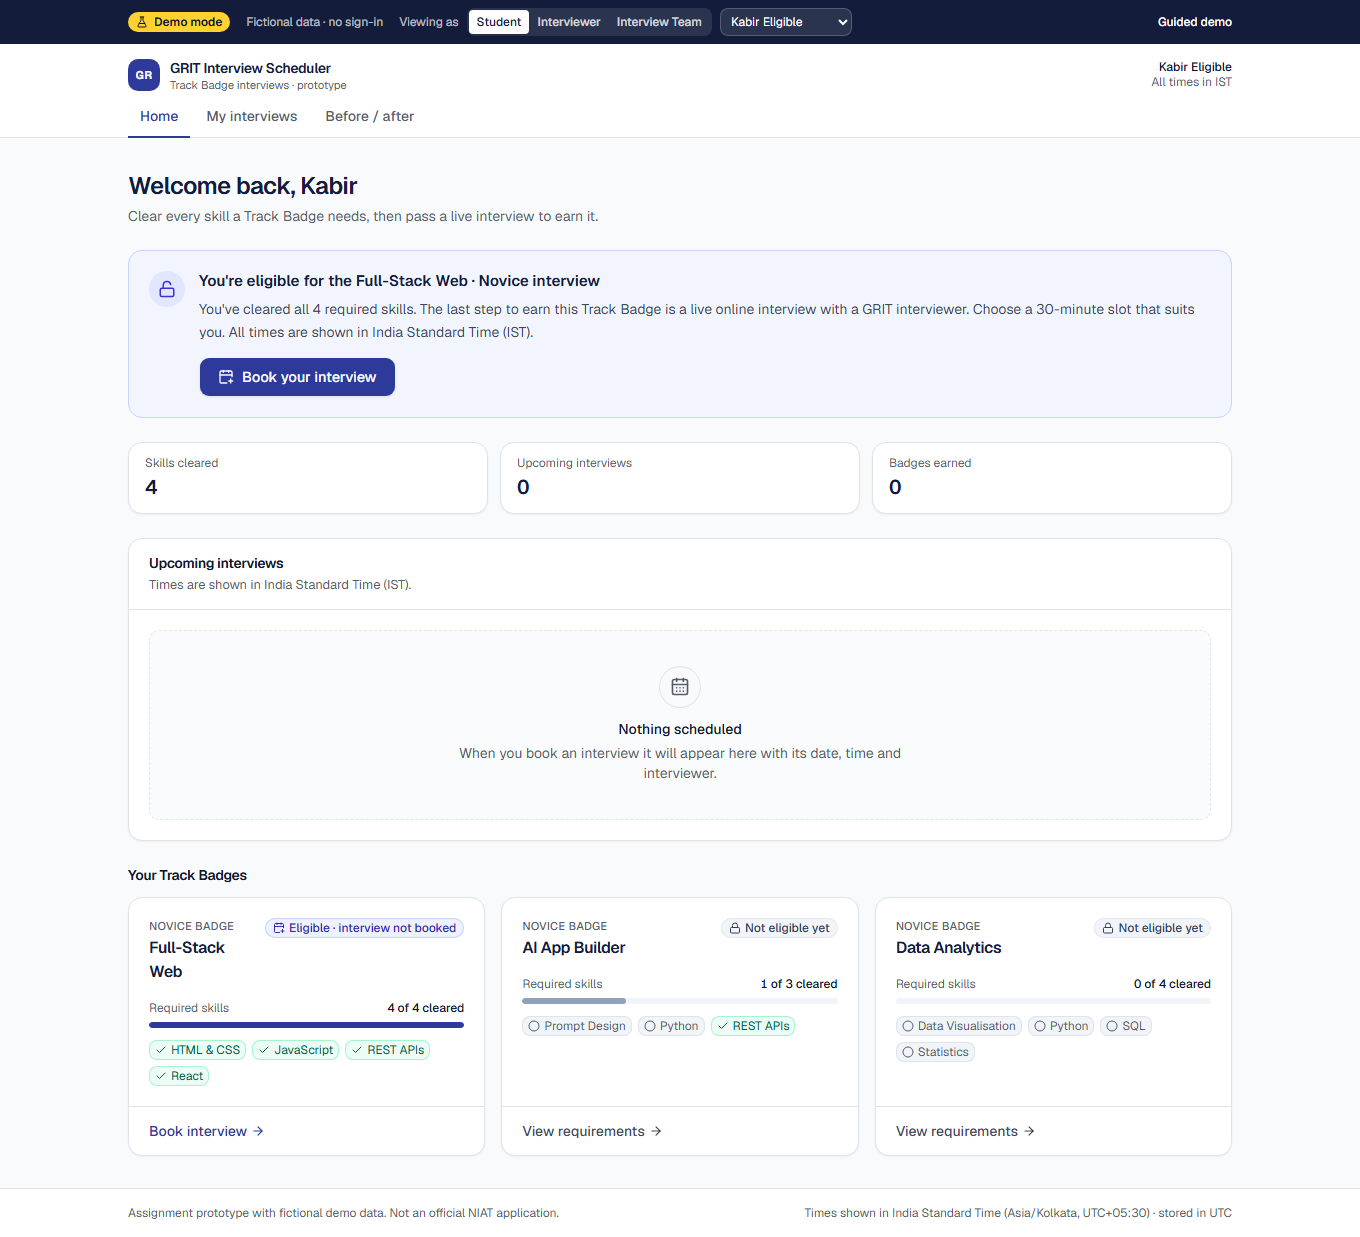 Demo mode
Fictional data · no sign-in
Viewing as
Student
Interviewer
Interview Team
Kabir Eligible
Guided demo
GR
GRIT Interview Scheduler
Track Badge interviews · prototype
Kabir Eligible
All times in IST
Home
My interviews
Before / after
Welcome back, Kabir
Clear every skill a Track Badge needs, then pass a live interview to earn it.
You're eligible for the Full-Stack Web · Novice interview
You've cleared all 4 required skills. The last step to earn this Track Badge is a live online interview with a GRIT interviewer. Choose a 30-minute slot that suits
you. All times are shown in India Standard Time (IST).
Book your interview
Skills cleared
4
Upcoming interviews
0
Badges earned
0
Upcoming interviews
Times are shown in India Standard Time (IST).
Nothing scheduled
When you book an interview it will appear here with its date, time and
interviewer.
Your Track Badges
NOVICE BADGE
Eligible · interview not booked
Full-Stack
Web
Required skills
4 of 4 cleared
HTML & CSS
JavaScript
REST APIs
React
Book interview
NOVICE BADGE
Not eligible yet
AI App Builder
Required skills
1 of 3 cleared
Prompt Design
Python
REST APIs
View requirements
NOVICE BADGE
Not eligible yet
Data Analytics
Required skills
0 of 4 cleared
Data Visualisation
Python
SQL
Statistics
View requirements
Assignment prototype with fictional demo data. Not an official NIAT application.
Times shown in India Standard Time (Asia/Kolkata, UTC+05:30) · stored in UTC